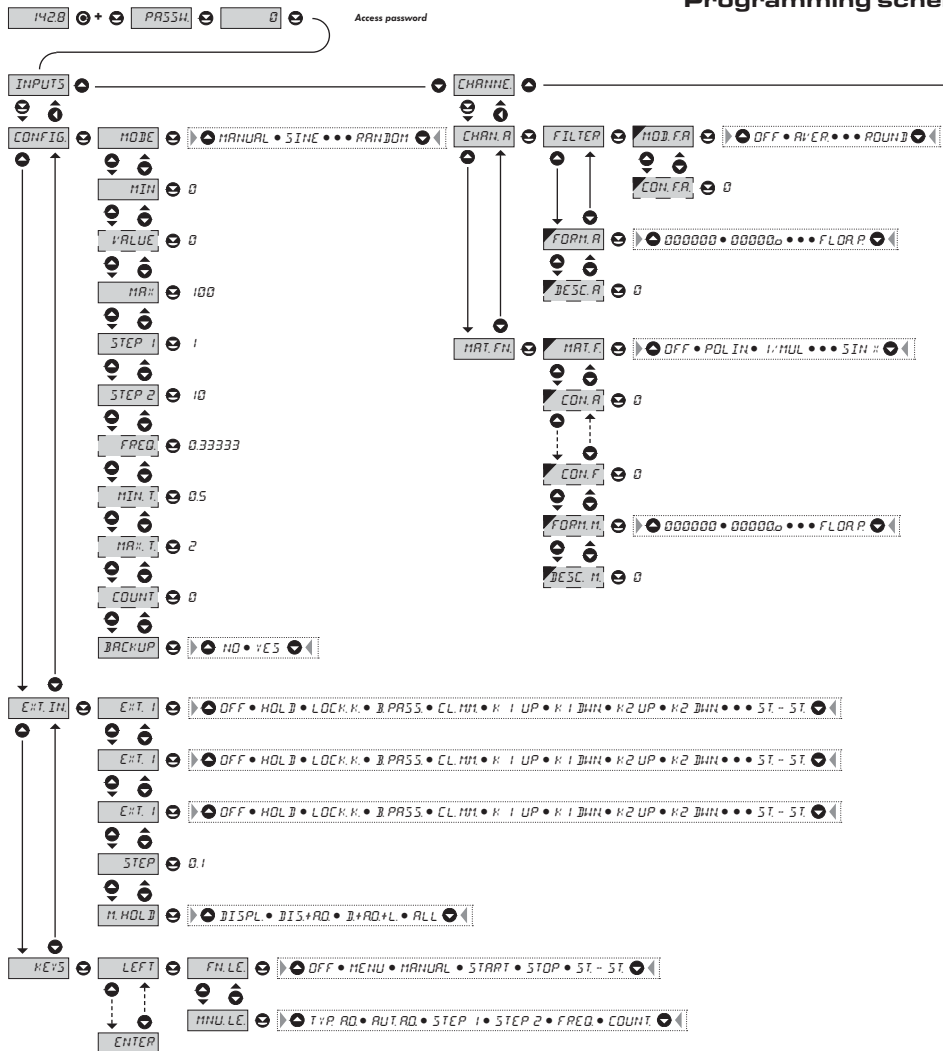 Programming sche
142.8 + PASSW. 0 Access password
INPUTS CHANNE.
CONFIG. MODE MANUAL • SINE • • • RANDOM CHAN. A FILTER MOD.F.A OFF • AVER. • • • ROUND
MIN 0 CON. F.A. 0
VALUE 0 FORM. A 000000 • 00000.0 • • • FLOA.P.
MAX 100 DESC. A 0
STEP 1 1 MAT. FN. MAT. F. OFF • POLIN • 1/MUL • • • SIN X
STEP 2 10 CON. A 0
FREQ. 0.33333
MIN. T. 0.5 CON. F 0
MAX. T. 2 FORM. M. 000000 • 00000.0 • • • FLOA.P.
COUNT 0 DESC. M. 0
BACKUP NO • YES
EXT. IN. EXT. 1 OFF • HOLD • LOCK. K. • B.PASS. • CL. MM. • K 1 UP • K 1 DWN. • K2 UP • K2 DWN. • • • ST. - ST.
EXT. 1 OFF • HOLD • LOCK. K. • B.PASS. • CL. MM. • K 1 UP • K 1 DWN. • K2 UP • K2 DWN. • • • ST. - ST.
EXT. 1 OFF • HOLD • LOCK. K. • B.PASS. • CL. MM. • K 1 UP • K 1 DWN. • K2 UP • K2 DWN. • • • ST. - ST.
STEP 0.1
M. HOLD DISPL. • DIS.+AO. • D.+AO.+L. • ALL
KEYS LEFT FN. LE. OFF • MENU • MANUAL • START • STOP • ST. - ST.
MNU. LE. TYP. AO. • AUT. AO. • STEP 1 • STEP 2 • FREQ. • COUNT.
ENTER